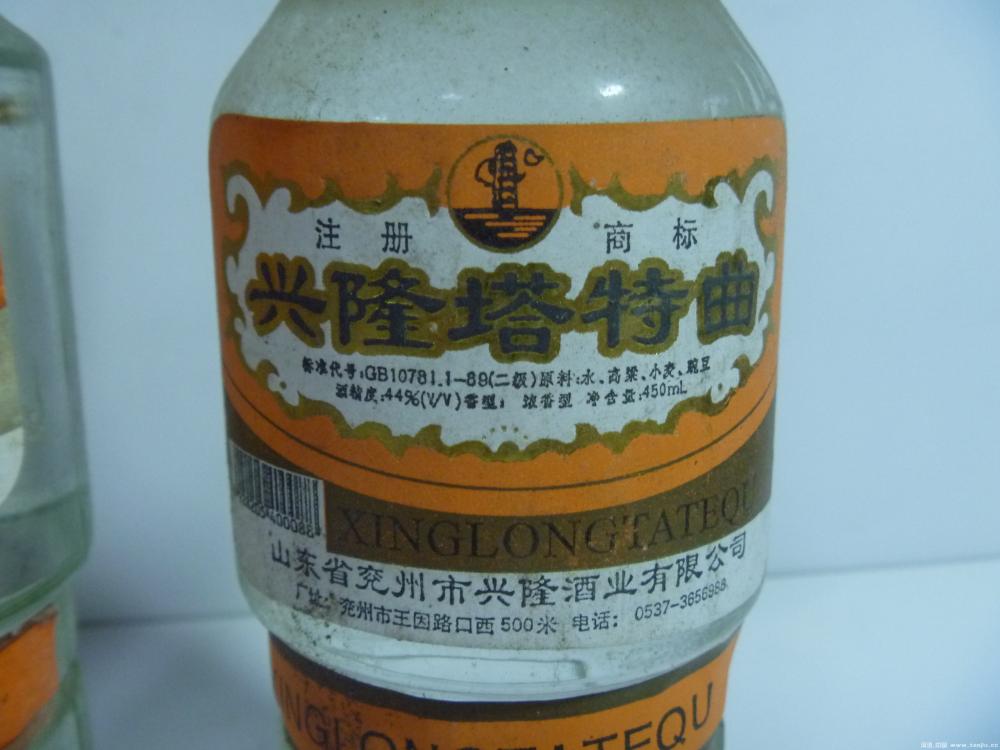 注册 商标
兴隆塔特曲
标准代号:GB10781.1-89(二级)原料:水、高粱、小麦、豌豆
酒精度:44%(V/V)香型: 浓香型 净含量:450mL
XINGLONGTATEQU
山东省兖州市兴隆酒业有限公司
厂址: 兖州市王因路口西500米 电话: 0537-3656988
XINGLONGTATEQU